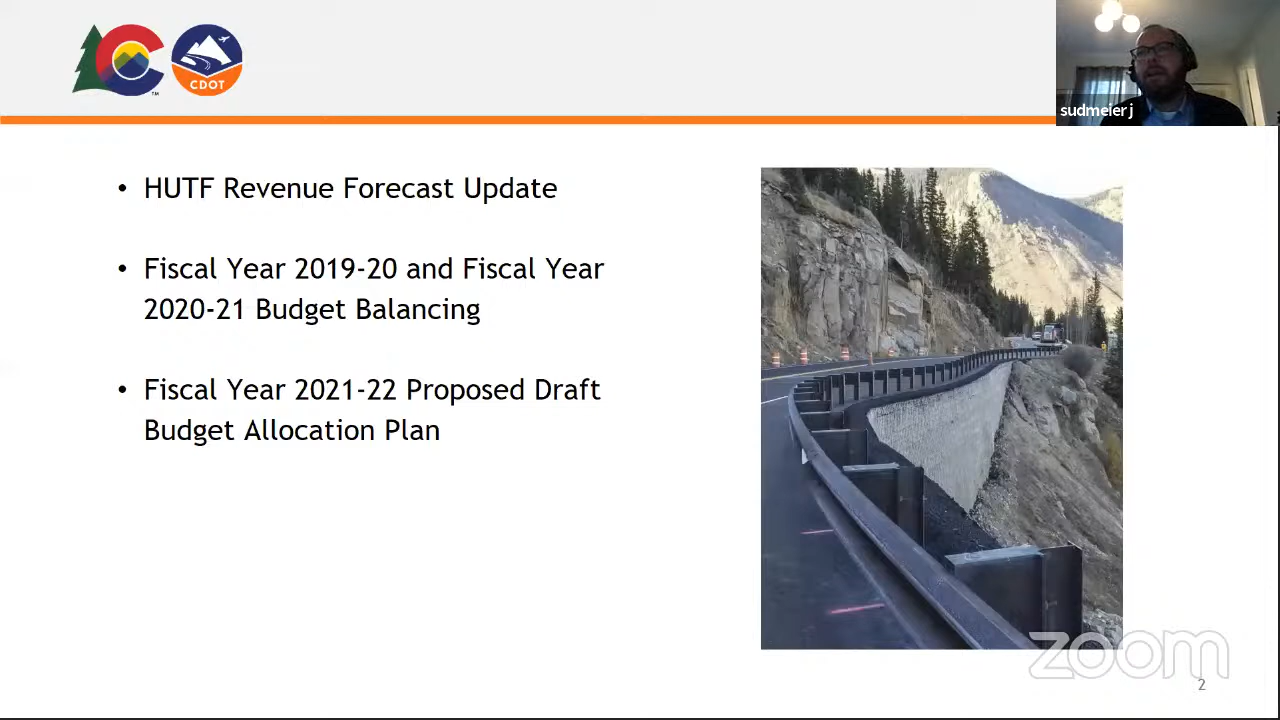 CDOT
TM
sudmeierj
• HUTF Revenue Forecast Update
• Fiscal Year 2019-20 and Fiscal Year
2020-21 Budget Balancing
• Fiscal Year 2021-22 Proposed Draft
Budget Allocation Plan
zoom
2